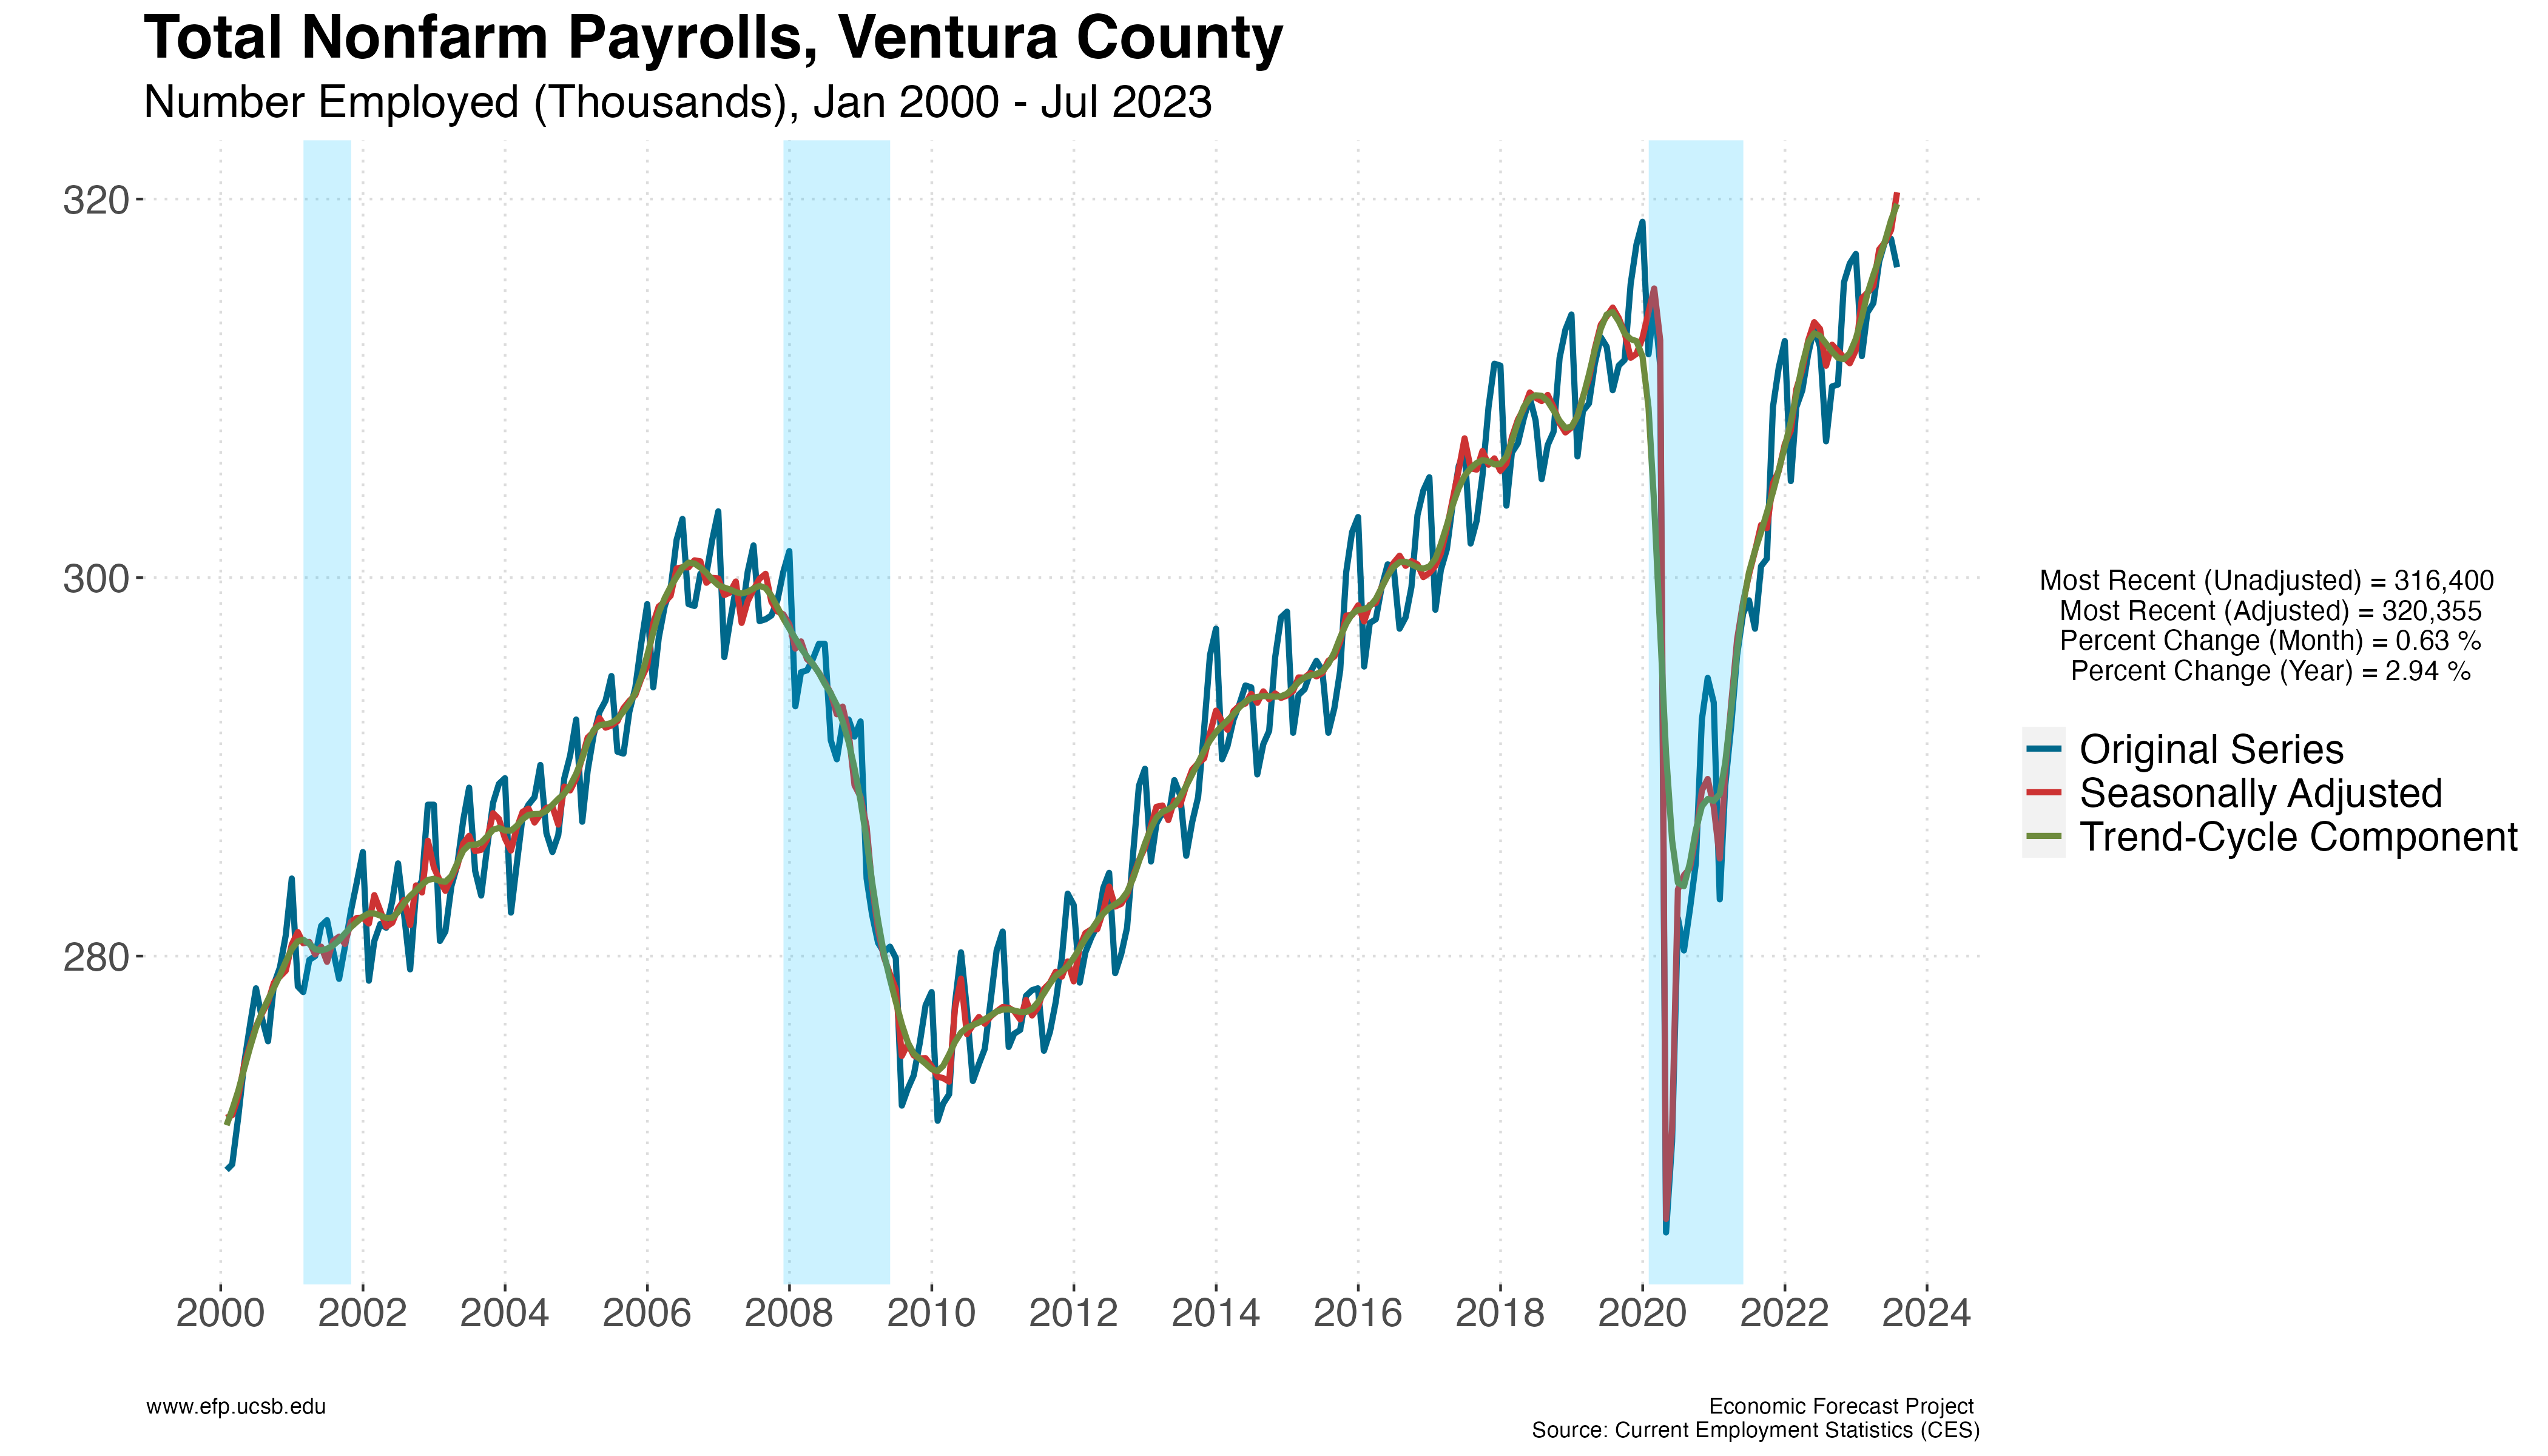 Total Nonfarm Payrolls, Ventura County
Number Employed (Thousands), Jan 2000 - Jul 2023
320
300
280
2000 2002 2004 2006 2008 2010 2012 2014 2016 2018 2020 2022 2024
Most Recent (Unadjusted) = 316,400
Most Recent (Adjusted) = 320,355
Percent Change (Month) = 0.63 %
Percent Change (Year) = 2.94 %
Original Series
Seasonally Adjusted
Trend-Cycle Component
www.efp.ucsb.edu
Economic Forecast Project
Source: Current Employment Statistics (CES)